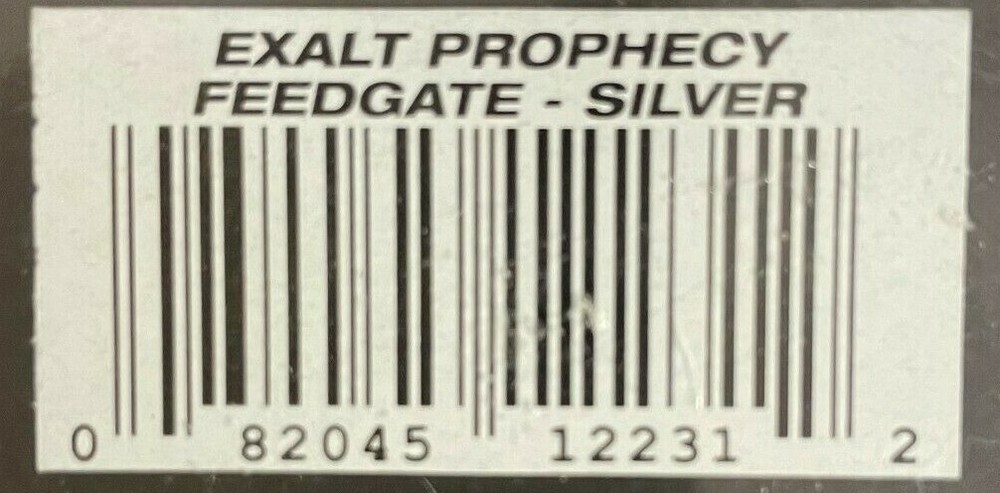 EXALT PROPHECY
FEEDGATE - SILVER
0 82045 12231 2